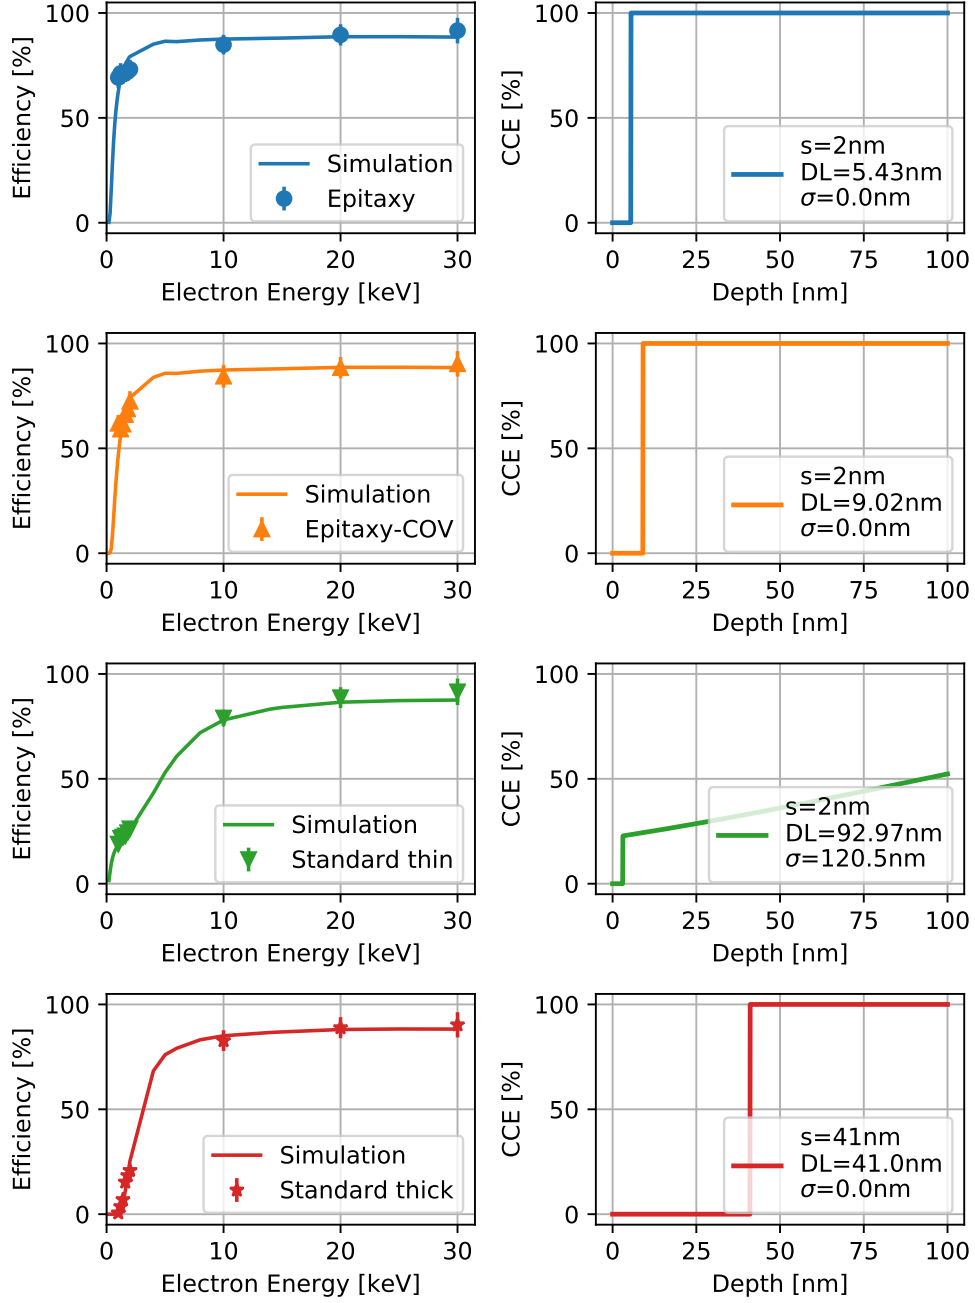 Efficiency [%]
100
50
0
Simulation
Epitaxy
0 10 20 30
Electron Energy [keV]
CCE [%]
100
50
0
s=2nm
DL=5.43nm
σ=0.0nm
0 25 50 75 100
Depth [nm]
Efficiency [%]
100
50
0
Simulation
Epitaxy-COV
0 10 20 30
Electron Energy [keV]
CCE [%]
100
50
0
s=2nm
DL=9.02nm
σ=0.0nm
0 25 50 75 100
Depth [nm]
Efficiency [%]
100
50
0
Simulation
Standard thin
0 10 20 30
Electron Energy [keV]
CCE [%]
100
50
0
s=2nm
DL=92.97nm
σ=120.5nm
0 25 50 75 100
Depth [nm]
Efficiency [%]
100
50
0
Simulation
Standard thick
0 10 20 30
Electron Energy [keV]
CCE [%]
100
50
0
s=41nm
DL=41.0nm
σ=0.0nm
0 25 50 75 100
Depth [nm]